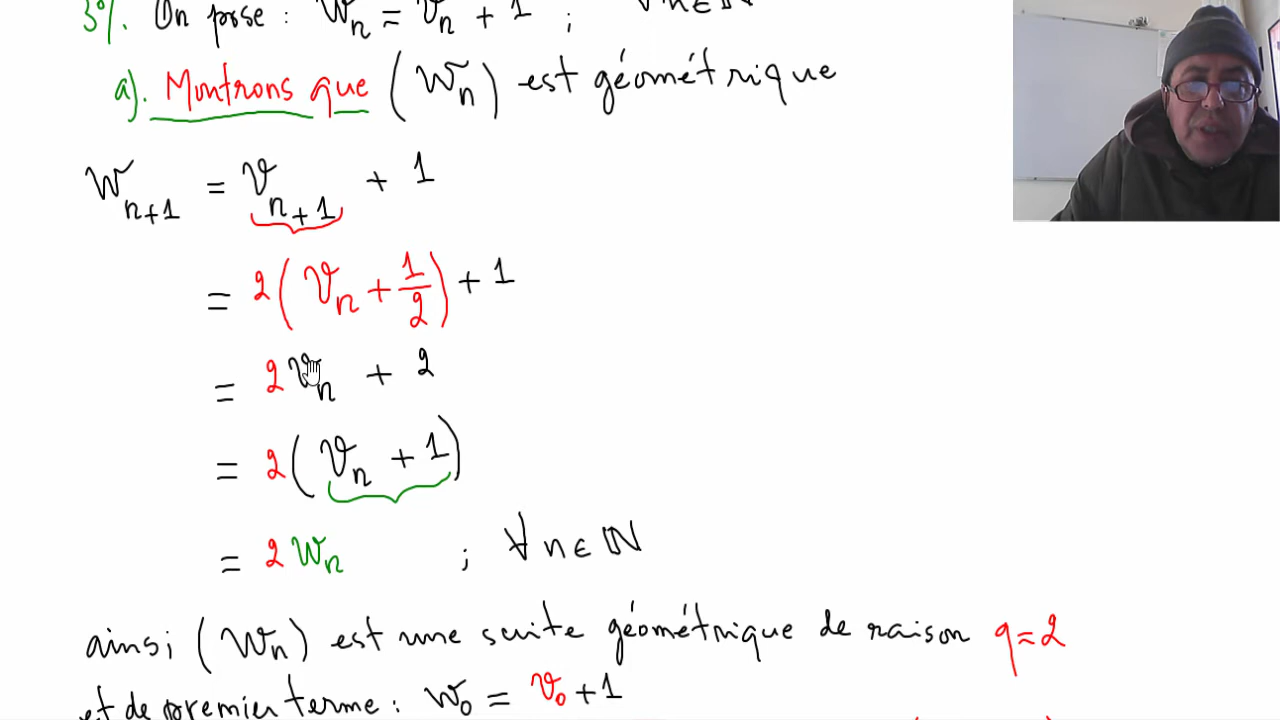 3°/. On pose : Wn = Vn + 1 ; ∀n∈ℕ
a). Montrons que (Wn) est géométrique
Wn+1 = Vn+1 + 1
= 2(Vn + 1/2) + 1
= 2Vn + 2
= 2(Vn + 1)
= 2Wn ; ∀n∈ℕ
ainsi (Wn) est une suite géométrique de raison q=2
et de premier terme : W0 = V0 + 1